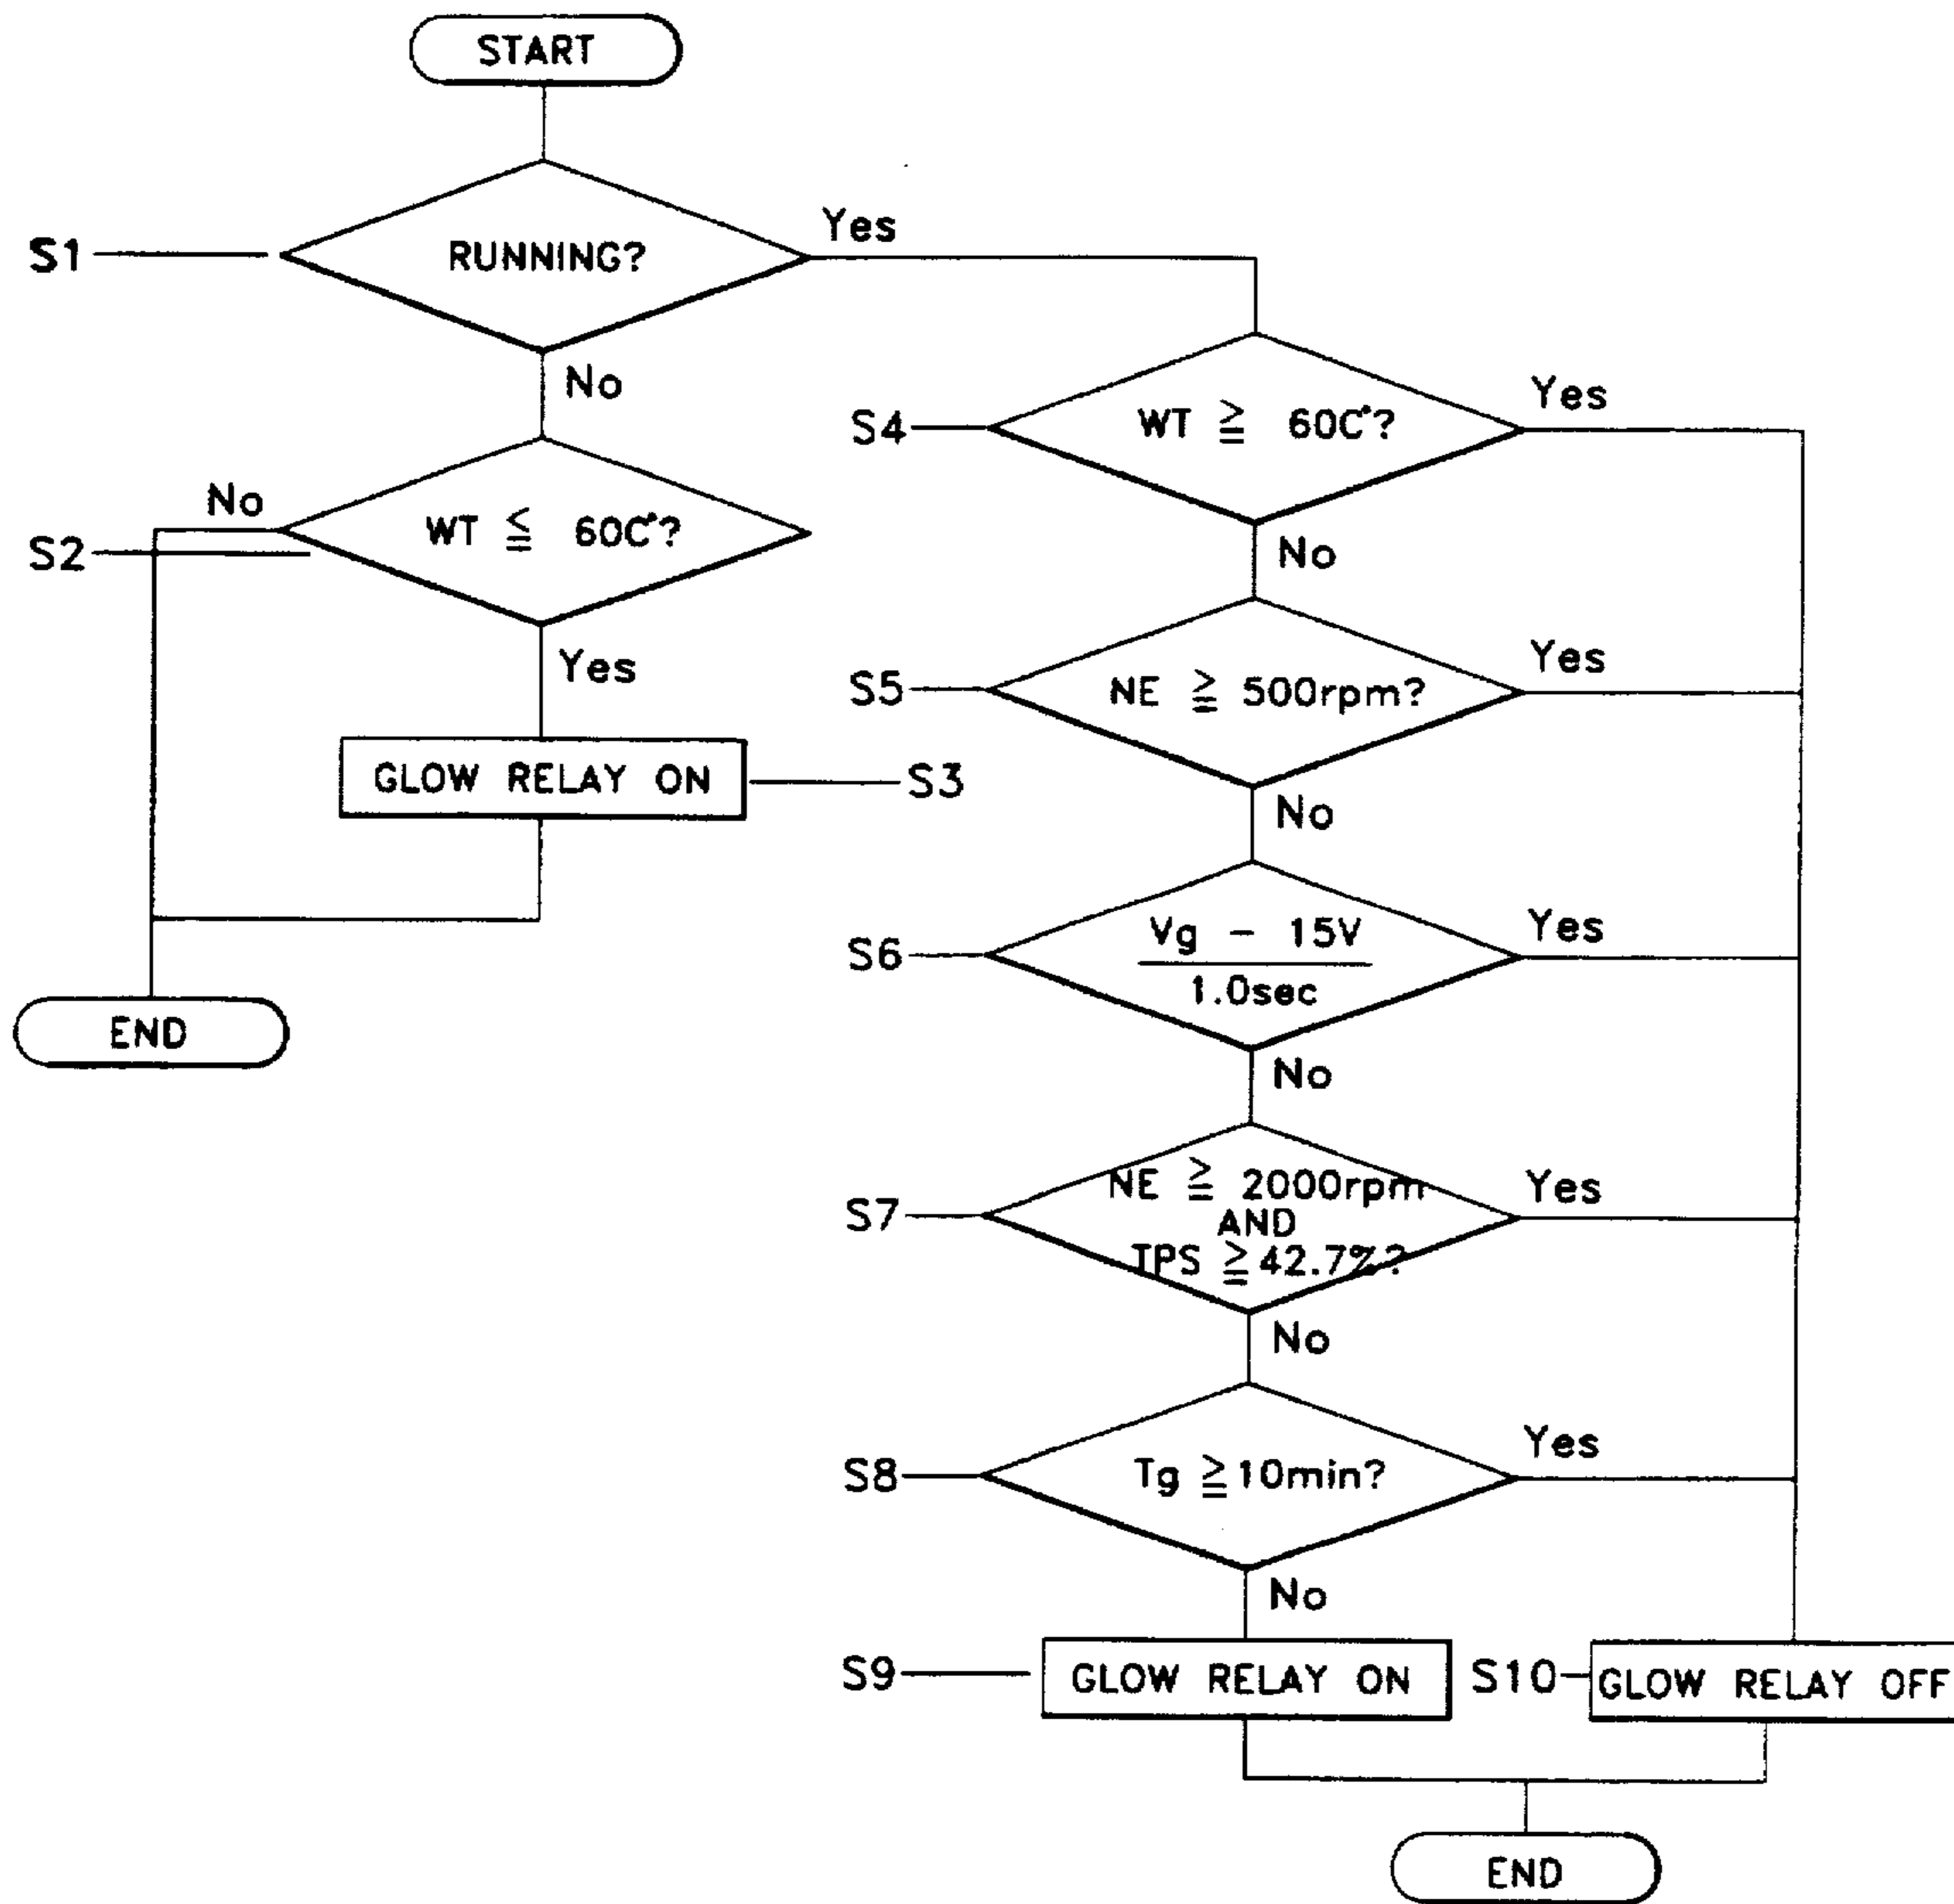 START
S1
RUNNING?
Yes
No
S2
No
WT ≦ 60C°?
Yes
GLOW RELAY ON
S3
END
S4
WT ≧ 60C°?
Yes
No
S5
NE ≧ 500rpm?
Yes
No
S6
Vg - 15V
1.0sec
Yes
No
S7
NE ≧ 2000rpm
AND
TPS ≧ 42.7%?
Yes
No
S8
Tg ≧ 10min?
Yes
No
S9
GLOW RELAY ON
S10
GLOW RELAY OFF
END